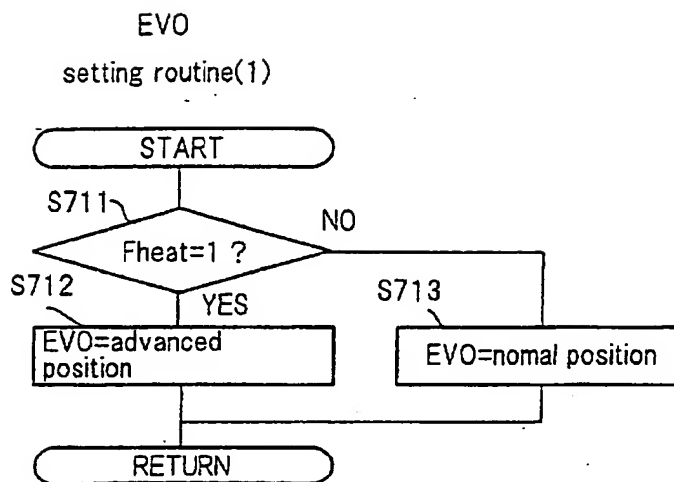 EVO
setting routine(1)
START
S711
Fheat=1 ?
NO
YES
S712
EVO=advanced
position
S713
EVO=nomal position
RETURN